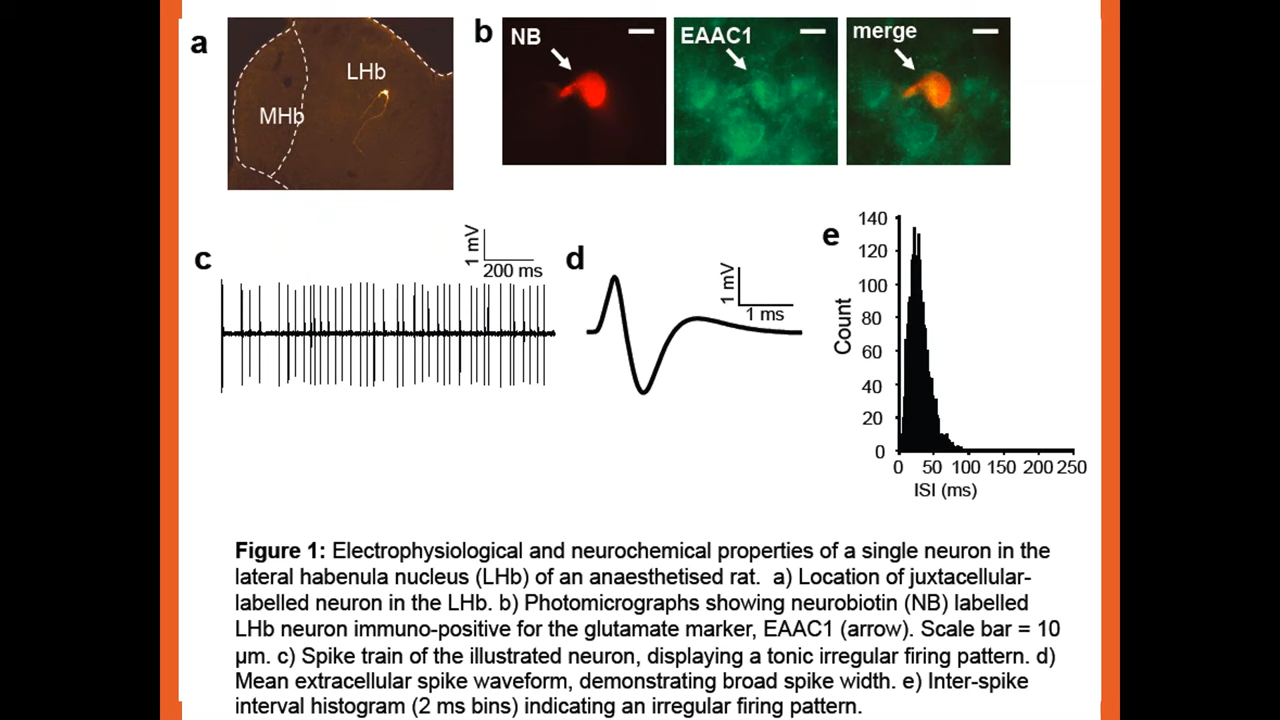 a
LHb
MHb
b
NB
EAAC1
merge
c
1 mV
200 ms
d
1 mV
1 ms
e
Count
140
120
100
80
60
40
20
0
0 50 100 150 200 250
ISI (ms)
Figure 1: Electrophysiological and neurochemical properties of a single neuron in the
lateral habenula nucleus (LHb) of an anaesthetised rat. a) Location of juxtacellular-
labelled neuron in the LHb. b) Photomicrographs showing neurobiotin (NB) labelled
LHb neuron immuno-positive for the glutamate marker, EAAC1 (arrow). Scale bar = 10
µm. c) Spike train of the illustrated neuron, displaying a tonic irregular firing pattern. d)
Mean extracellular spike waveform, demonstrating broad spike width. e) Inter-spike
interval histogram (2 ms bins) indicating an irregular firing pattern.